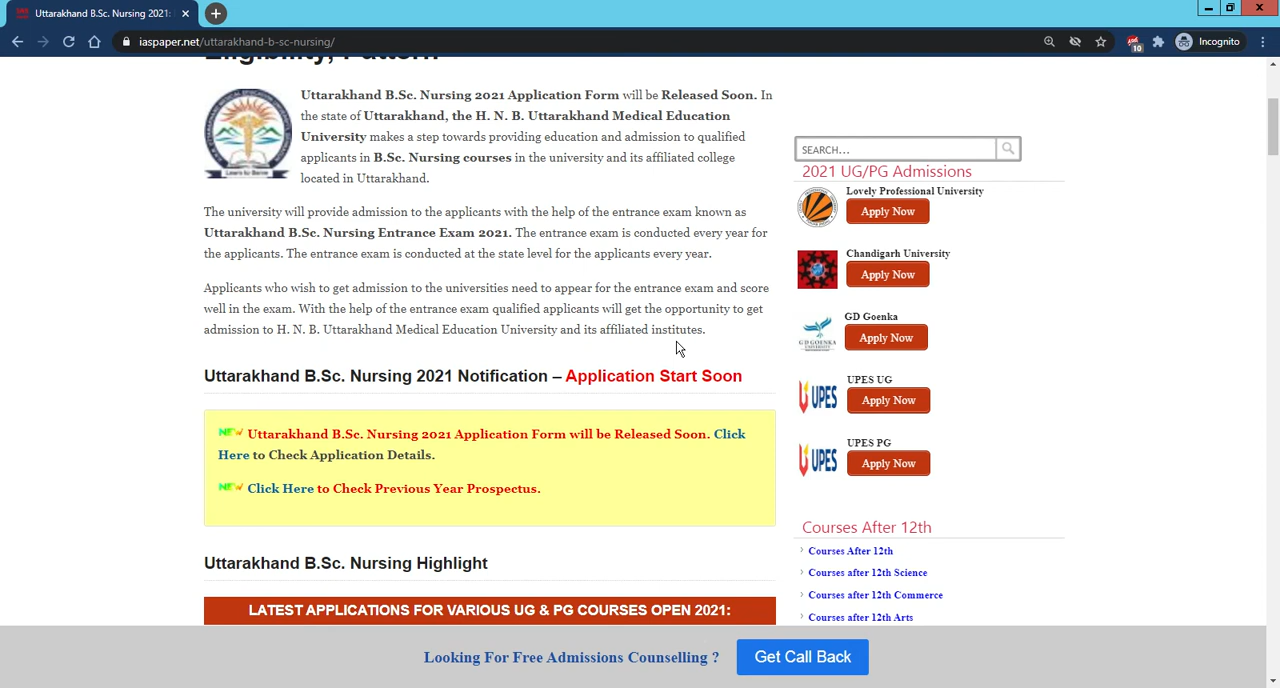 Uttarakhand B.Sc. Nursing 2021:
iaspaper.net/uttarakhand-b-sc-nursing/
10
Incognito
Eligibility, Pattern
Uttarakhand B.Sc. Nursing 2021 Application Form will be Released Soon. In
the state of Uttarakhand, the H. N. B. Uttarakhand Medical Education
University makes a step towards providing education and admission to qualified
applicants in B.Sc. Nursing courses in the university and its affiliated college
located in Uttarakhand.
The university will provide admission to the applicants with the help of the entrance exam known as
Uttarakhand B.Sc. Nursing Entrance Exam 2021. The entrance exam is conducted every year for
the applicants. The entrance exam is conducted at the state level for the applicants every year.
Applicants who wish to get admission to the universities need to appear for the entrance exam and score
well in the exam. With the help of the entrance exam qualified applicants will get the opportunity to get
admission to H. N. B. Uttarakhand Medical Education University and its affiliated institutes.
Uttarakhand B.Sc. Nursing 2021 Notification – Application Start Soon
NEW Uttarakhand B.Sc. Nursing 2021 Application Form will be Released Soon. Click
Here to Check Application Details.
NEW Click Here to Check Previous Year Prospectus.
Uttarakhand B.Sc. Nursing Highlight
LATEST APPLICATIONS FOR VARIOUS UG & PG COURSES OPEN 2021:
SEARCH...
2021 UG/PG Admissions
Lovely Professional University
Apply Now
Chandigarh University
Apply Now
GD Goenka
GD GOENKA
Apply Now
UPES UG
UPES
Apply Now
UPES PG
UPES
Apply Now
Courses After 12th
Courses After 12th
Courses after 12th Science
Courses after 12th Commerce
Courses after 12th Arts
Looking For Free Admissions Counselling ?
Get Call Back